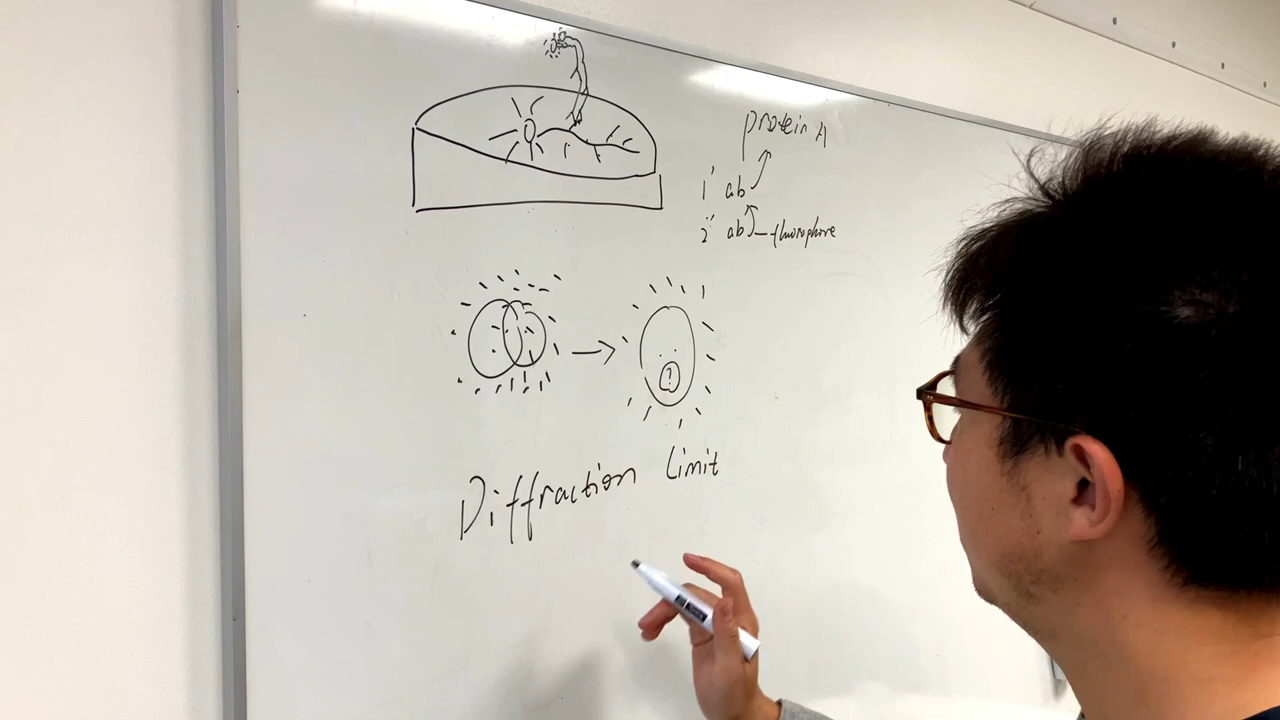 protein A
1° ab
2° ab — fluorophore
?
Diffraction Limit